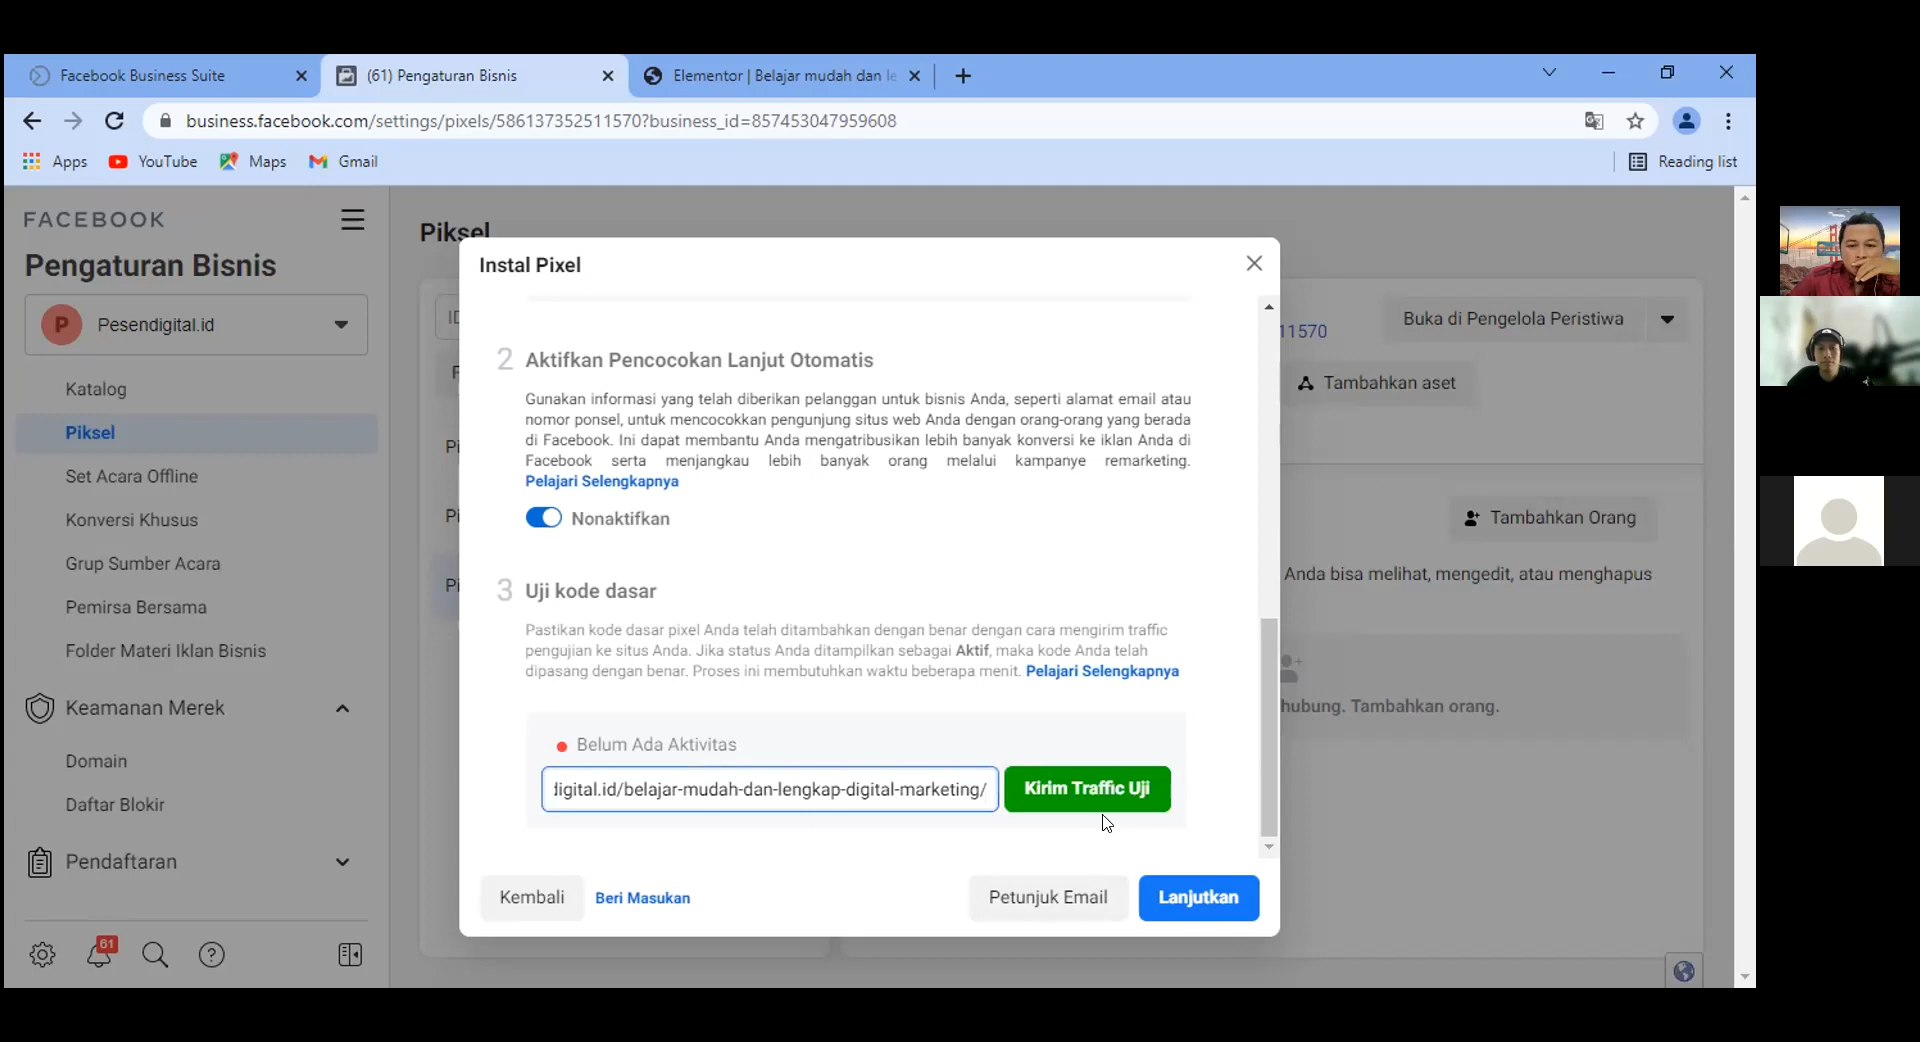 Facebook Business Suite
(61) Pengaturan Bisnis
Elementor | Belajar mudah dan le
business.facebook.com/settings/pixels/586137352511570?business_id=857453047959608
Apps
YouTube
Maps
Gmail
Reading list
FACEBOOK
Pengaturan Bisnis
P
Pesendigital.id
Katalog
Piksel
Set Acara Offline
Konversi Khusus
Grup Sumber Acara
Pemirsa Bersama
Folder Materi Iklan Bisnis
Keamanan Merek
Domain
Daftar Blokir
Pendaftaran
61
Piksel
11570
Buka di Pengelola Peristiwa
Tambahkan aset
Pi
Pi
Pi
Tambahkan Orang
Anda bisa melihat, mengedit, atau menghapus
hubung. Tambahkan orang.
Instal Pixel
2 Aktifkan Pencocokan Lanjut Otomatis
Gunakan informasi yang telah diberikan pelanggan untuk bisnis Anda, seperti alamat email atau
nomor ponsel, untuk mencocokkan pengunjung situs web Anda dengan orang-orang yang berada
di Facebook. Ini dapat membantu Anda mengatribusikan lebih banyak konversi ke iklan Anda di
Facebook serta menjangkau lebih banyak orang melalui kampanye remarketing.
Pelajari Selengkapnya
Nonaktifkan
3 Uji kode dasar
Pastikan kode dasar pixel Anda telah ditambahkan dengan benar dengan cara mengirim traffic
pengujian ke situs Anda. Jika status Anda ditampilkan sebagai Aktif, maka kode Anda telah
dipasang dengan benar. Proses ini membutuhkan waktu beberapa menit. Pelajari Selengkapnya
Belum Ada Aktivitas
digital.id/belajar-mudah-dan-lengkap-digital-marketing/
Kirim Traffic Uji
Kembali
Beri Masukan
Petunjuk Email
Lanjutkan